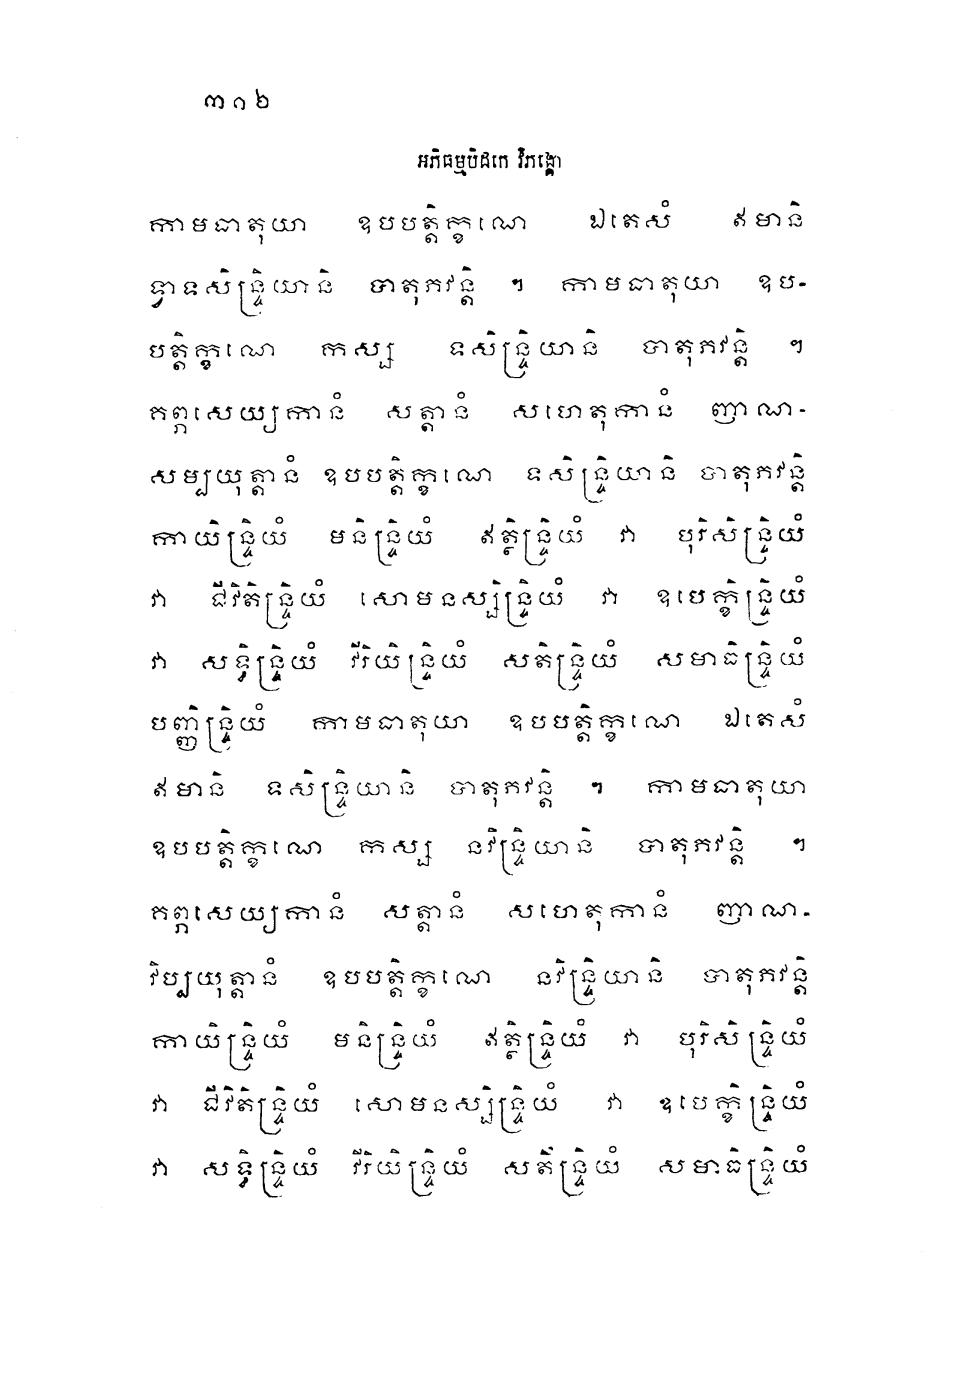 ៣១២
អភិធម្មបិដកេ វិភង្គោ
កាមធាតុយា ឧបបត្តិក្ខណេ ឯតេសំ ឥមានិ
ទ្វាទសិន្ទ្រិយានិ បាតុភវន្តិ ។ កាមធាតុយា ឧប-
បត្តិក្ខណេ កស្ស ទសិន្ទ្រិយានិ បាតុភវន្តិ ។
គព្ភសេយ្យកានំ សត្តានំ សហេតុកានំ ញាណ-
សម្បយុត្តានំ ឧបបត្តិក្ខណេ ទសិន្ទ្រិយានិ បាតុភវន្តិ
កាយិន្ទ្រិយំ មនិន្ទ្រិយំ ឥត្ថិន្ទ្រិយំ វា បុរិសិន្ទ្រិយំ
វា ជីវិតិន្ទ្រិយំ សោមនស្សិន្ទ្រិយំ វា ឧបេក្ខិន្ទ្រិយំ
វា សទ្ធិន្ទ្រិយំ វីរិយិន្ទ្រិយំ សតិន្ទ្រិយំ សមាធិន្ទ្រិយំ
បញ្ញិន្ទ្រិយំ កាមធាតុយា ឧបបត្តិក្ខណេ ឯតេសំ
ឥមានិ ទសិន្ទ្រិយានិ បាតុភវន្តិ ។ កាមធាតុយា
ឧបបត្តិក្ខណេ កស្ស នវិន្ទ្រិយានិ បាតុភវន្តិ ។
គព្ភសេយ្យកានំ សត្តានំ សហេតុកានំ ញាណ-
វិប្បយុត្តានំ ឧបបត្តិក្ខណេ នវិន្ទ្រិយានិ បាតុភវន្តិ
កាយិន្ទ្រិយំ មនិន្ទ្រិយំ ឥត្ថិន្ទ្រិយំ វា បុរិសិន្ទ្រិយំ
វា ជីវិតិន្ទ្រិយំ សោមនស្សិន្ទ្រិយំ វា ឧបេក្ខិន្ទ្រិយំ
វា សទ្ធិន្ទ្រិយំ វីរិយិន្ទ្រិយំ សតិន្ទ្រិយំ សមាធិន្ទ្រិយំ